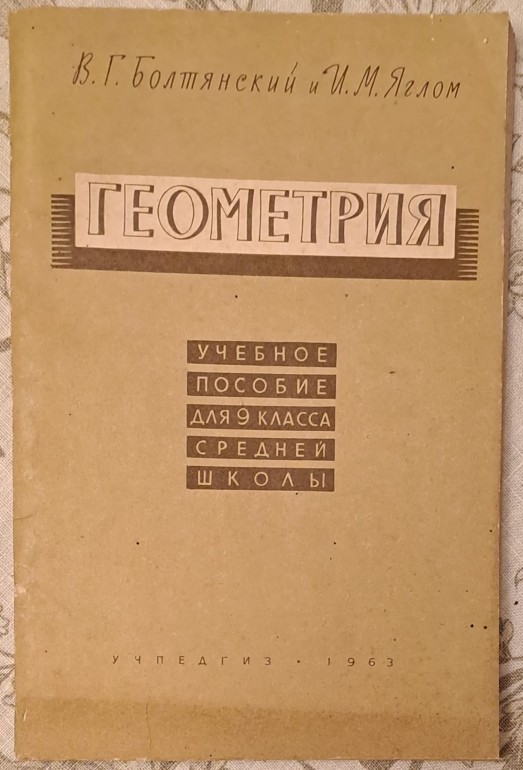 В. Г. Болтянский и И. М. Яглом
ГЕОМЕТРИЯ
УЧЕБНОЕ
ПОСОБИЕ
ДЛЯ 9 КЛАССА
СРЕДНЕЙ
ШКОЛЫ
УЧПЕДГИЗ • 1963